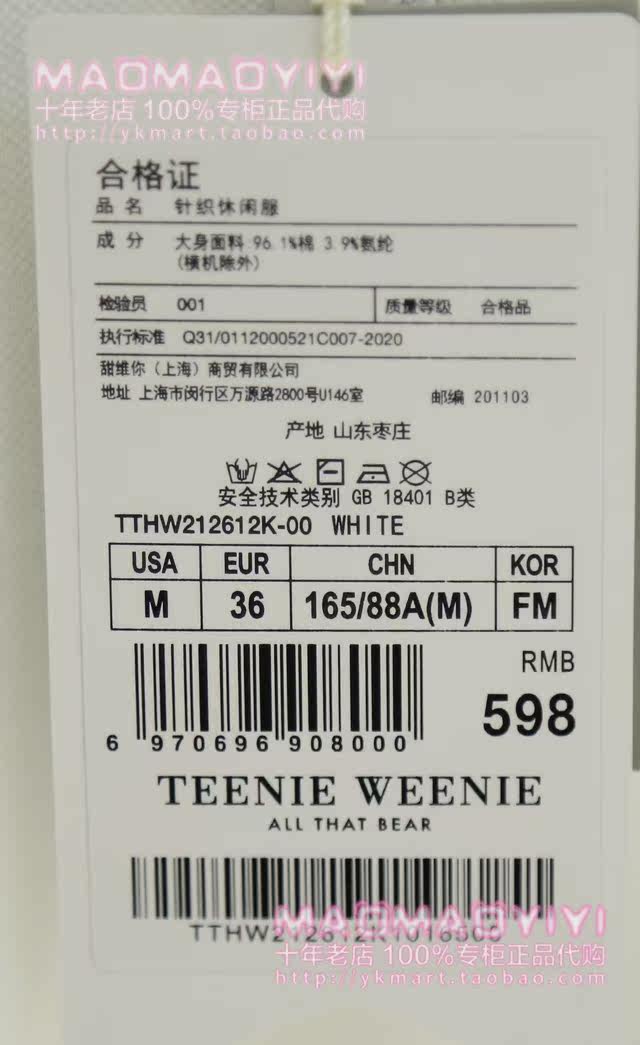 MAOMAOYIYI
十年老店 100%专柜正品代购
http://ykmart.taobao.com
合格证
品 名 针织休闲服
成 分 大身面料:96.1%棉 3.9%氨纶
(横机除外)
检验员 001 质量等级 合格品
执行标准 Q31/0112000521C007-2020
甜维你（上海）商贸有限公司
地址 上海市闵行区万源路2800号U146室 邮编 201103
产地 山东枣庄
安全技术类别 GB 18401 B类
TTHW212612K-00 WHITE
USA EUR CHN KOR
M 36 165/88A(M) FM
RMB
598
6 970696 908000
TEENIE WEENIE
ALL THAT BEAR
MAOMAOYIYI
十年老店 100%专柜正品代购
http://ykmart.taobao.com